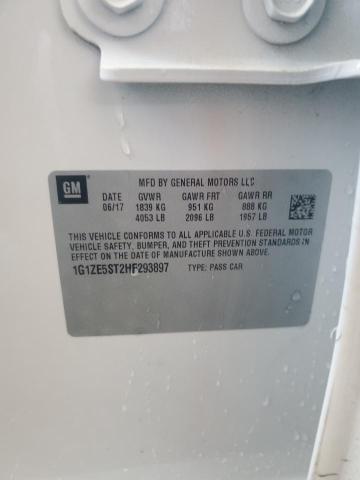 GM
MFD BY GENERAL MOTORS LLC
DATE GVWR GAWR FRT GAWR RR
06/17 1839 KG 951 KG 888 KG
4053 LB 2096 LB 1957 LB
THIS VEHICLE CONFORMS TO ALL APPLICABLE U.S. FEDERAL MOTOR
VEHICLE SAFETY, BUMPER, AND THEFT PREVENTION STANDARDS
IN EFFECT ON THE DATE OF MANUFACTURE SHOWN ABOVE.
1G1ZE5ST2HF293897 TYPE: PASS CAR